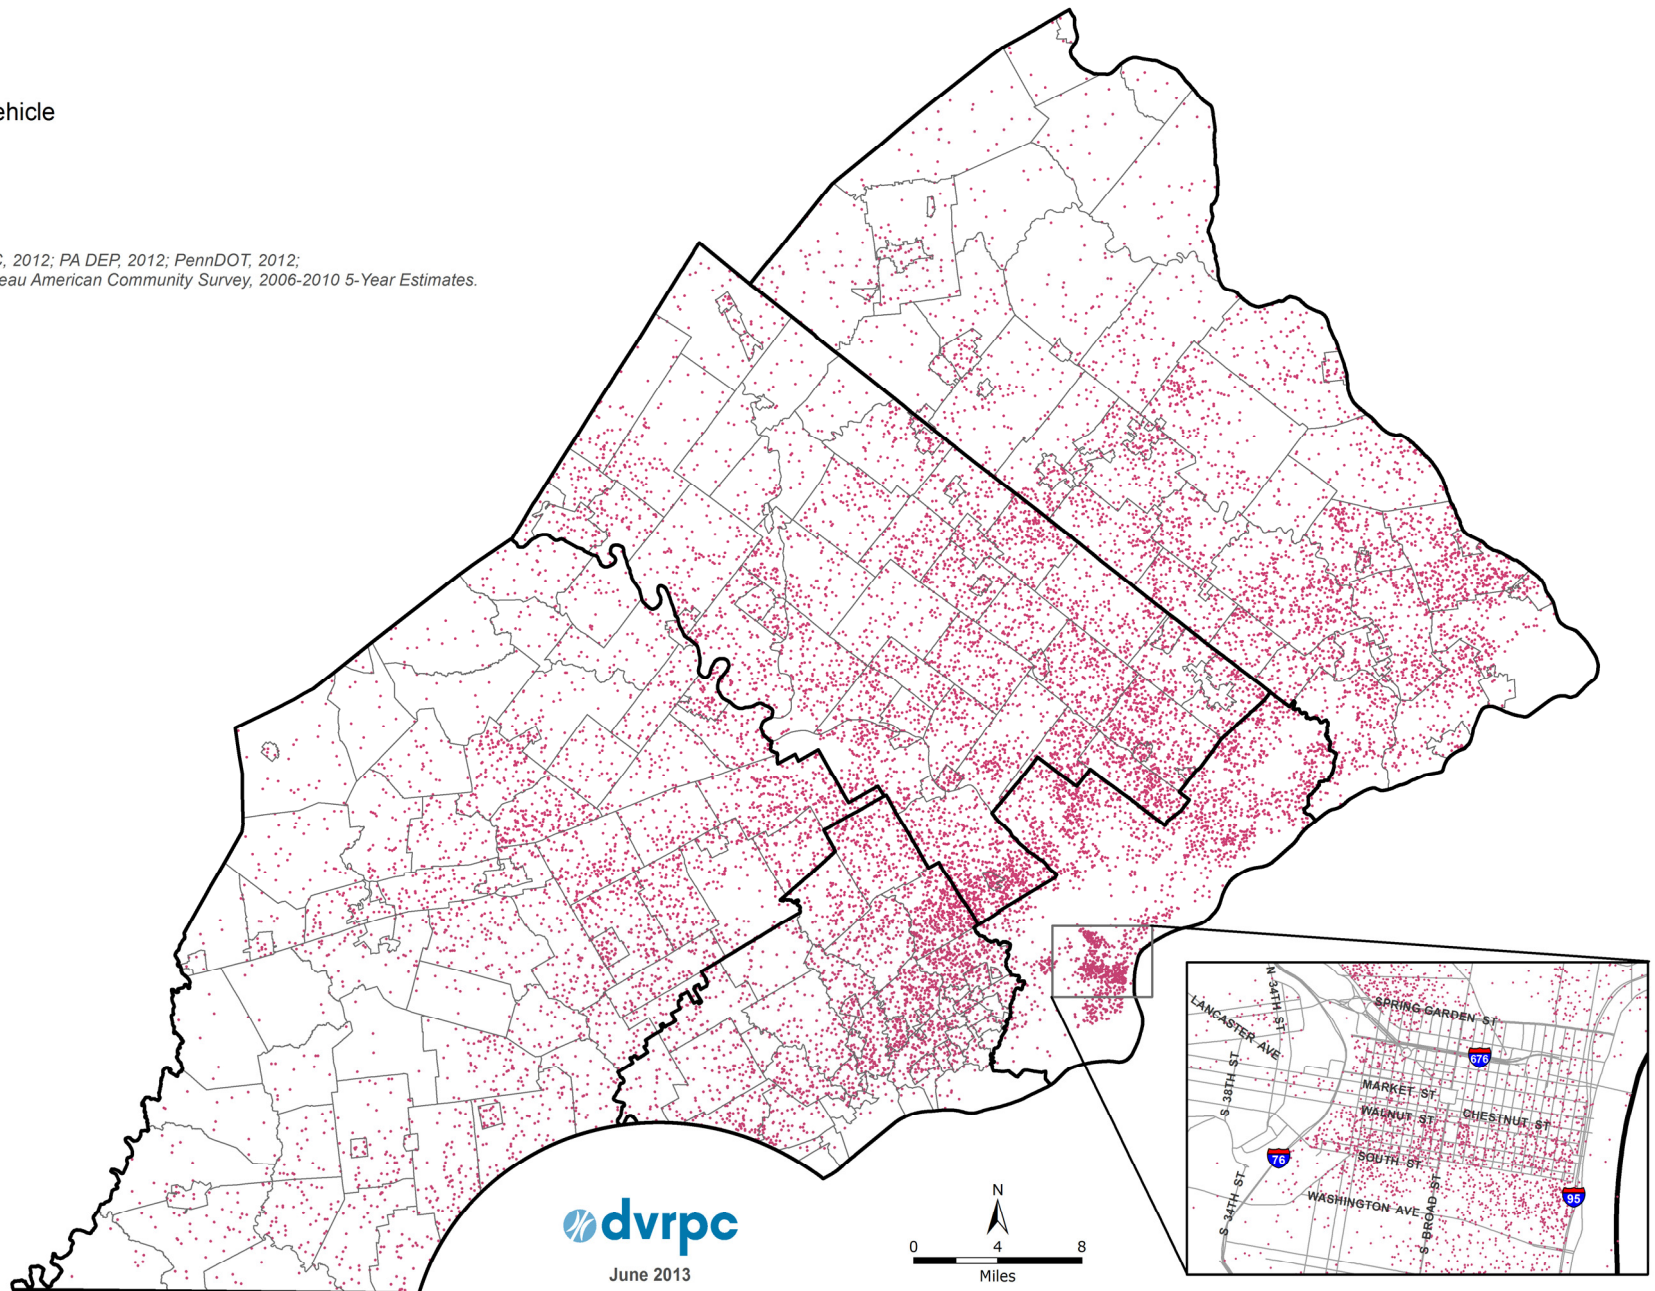 ehicle
, 2012; PA DEP, 2012; PennDOT, 2012;
eau American Community Survey, 2006-2010 5-Year Estimates.
N 34TH ST
SPRING GARDEN ST
LANCASTER AVE
676
S 38TH ST
MARKET ST
WALNUT ST
CHESTNUT ST
76
SOUTH ST
95
S 34TH ST
WASHINGTON AVE
S BROAD ST
dvrpc
June 2013
N
0 4 8
Miles